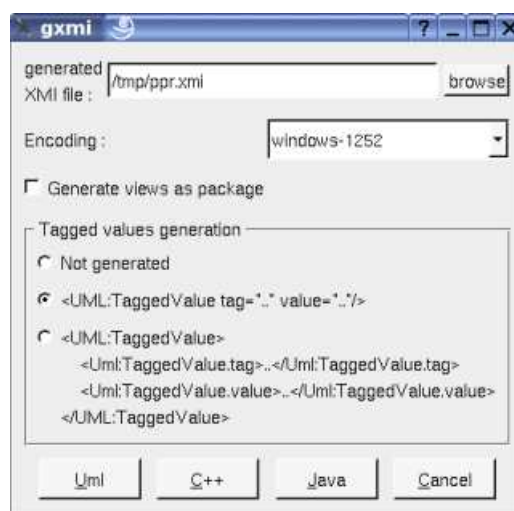 gxmi
generated
XMI file :
/tmp/ppr.xmi
browse
Encoding :
windows-1252
Generate views as package
Tagged values generation
Not generated
<UML:TaggedValue tag=".." value=".."/>
<UML:TaggedValue>
<Uml:TaggedValue.tag>..</Uml:TaggedValue.tag>
<Uml:TaggedValue.value>..</Uml:TaggedValue.value>
</UML:TaggedValue>
Uml
C++
Java
Cancel